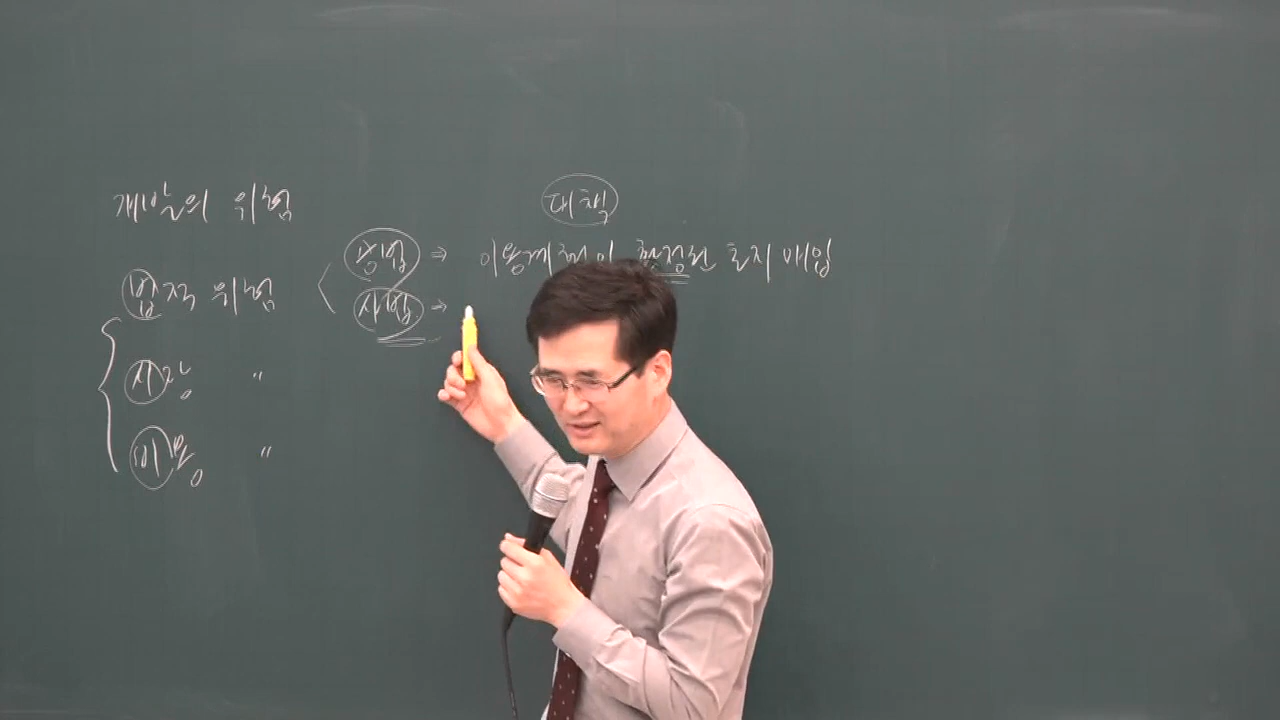 개발의 위험
대책
공법 ⇒ 이용계획이 확정된 토지 매입
법적 위험
사법 ⇒
시장 〃
비용 〃